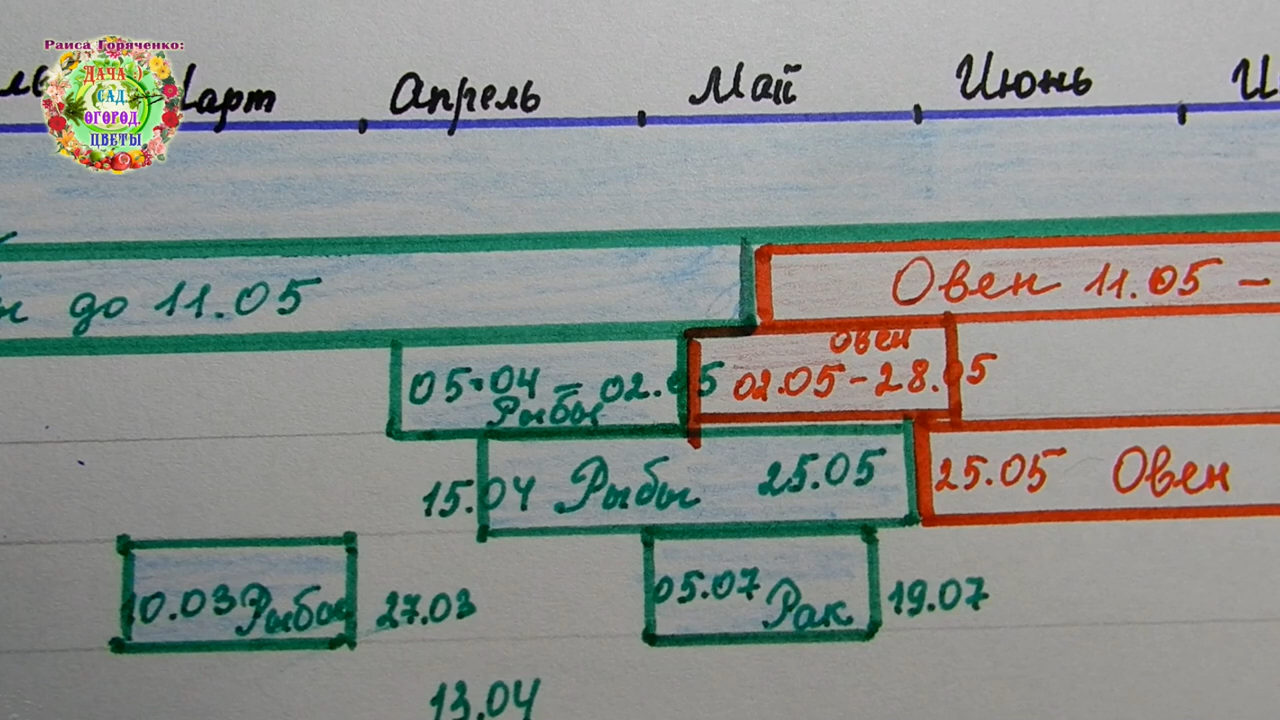 Раиса Горяченко:
ДАЧА
САД
ОГОРОД
ЦВЕТЫ
Апрель Май Июнь
до 11.05 Овен 11.05 –
05.04 – 02.05 Рыбы овен 02.05 – 28.05
15.04 Рыбы 25.05 25.05 Овен
10.03 Рыбы 27.03 05.07 Рак 19.07
13.04